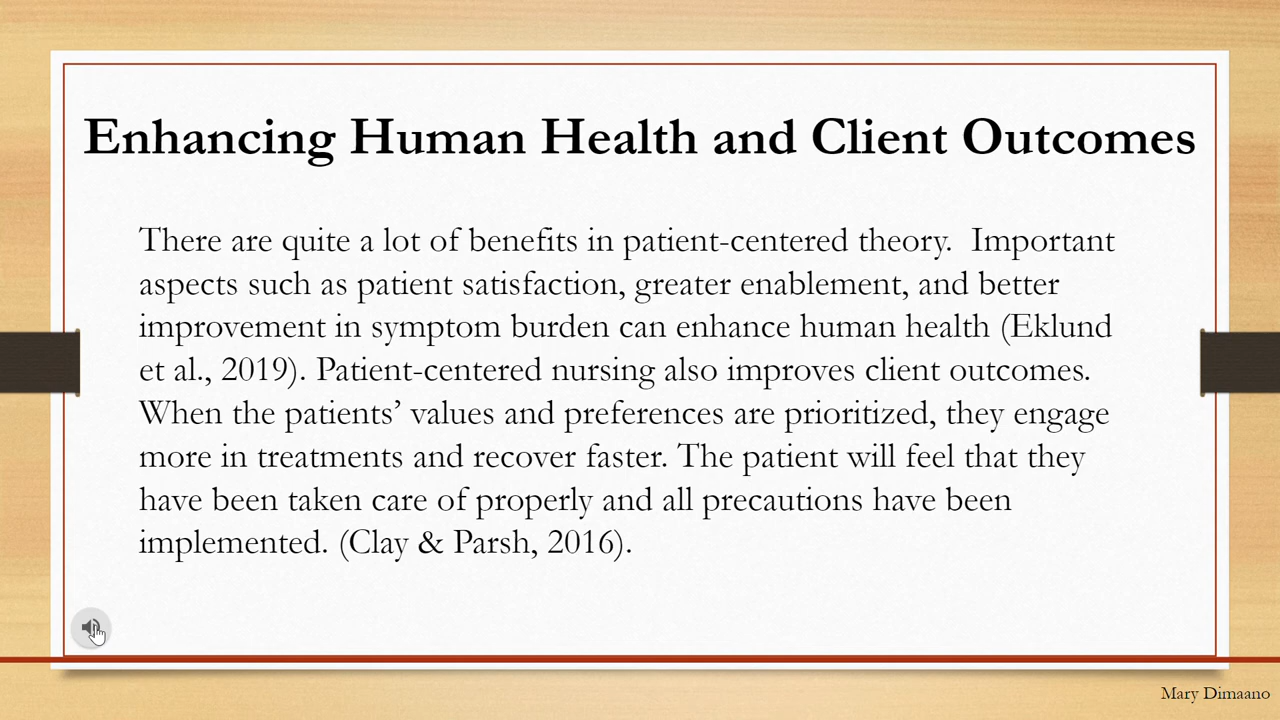 Enhancing Human Health and Client Outcomes
There are quite a lot of benefits in patient-centered theory.  Important
aspects such as patient satisfaction, greater enablement, and better
improvement in symptom burden can enhance human health (Eklund
et al., 2019). Patient-centered nursing also improves client outcomes.
When the patients’ values and preferences are prioritized, they engage
more in treatments and recover faster. The patient will feel that they
have been taken care of properly and all precautions have been
implemented. (Clay & Parsh, 2016).
Mary Dimaano